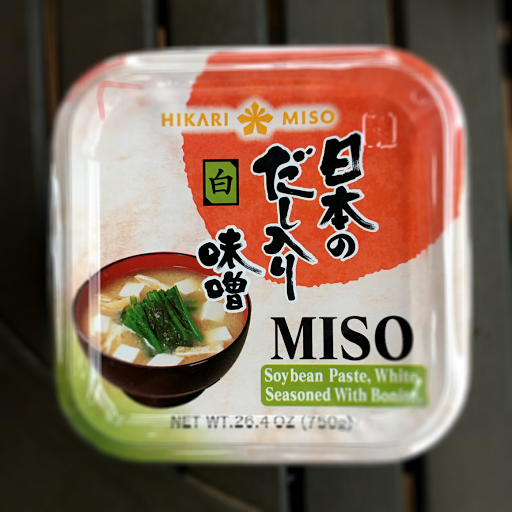 HIKARI MISO
日本の
だし入り
味噌
白
MISO
Soybean Paste, White,
Seasoned With Bonito.
NET WT.26.4 OZ (750g)